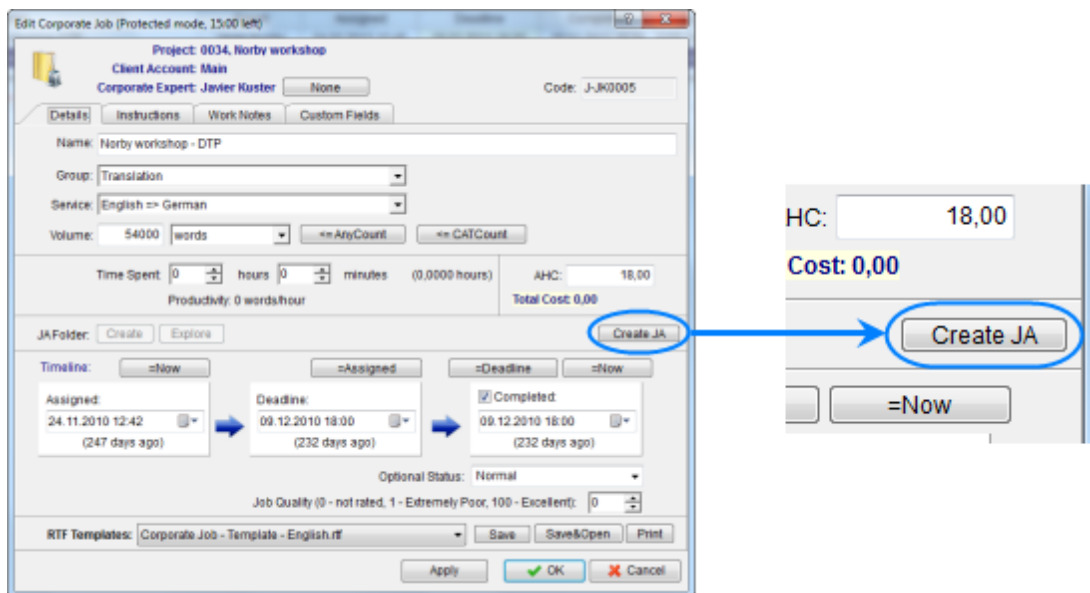 Edit Corporate Job (Protected mode, 15:00 left)
Project: 0034, Norby workshop
Client Account: Main
Corporate Expert: Javier Kuster None Code: J-JK0005
Details Instructions Work Notes Custom Fields
Name: Norby workshop - DTP
Group: Translation
Service: English => German
Volume: 54000 words <= AnyCount <= CATCount
Time Spent: 0 hours 0 minutes (0,0000 hours) AHC: 18,00
Productivity: 0 words/hour Total Cost: 0,00
JA Folder: Create Explore Create JA
Timeline: =Now =Assigned =Deadline =Now
Assigned: Deadline: Completed:
24.11.2010 12:42 09.12.2010 18:00 09.12.2010 18:00
(247 days ago) (232 days ago) (232 days ago)
Optional Status: Normal
Job Quality (0 - not rated, 1 - Extremely Poor, 100 - Excellent): 0
RTF Templates: Corporate Job - Template - English.rtf Save Save&Open Print
Apply OK Cancel
HC: 18,00
Cost: 0,00
Create JA
=Now